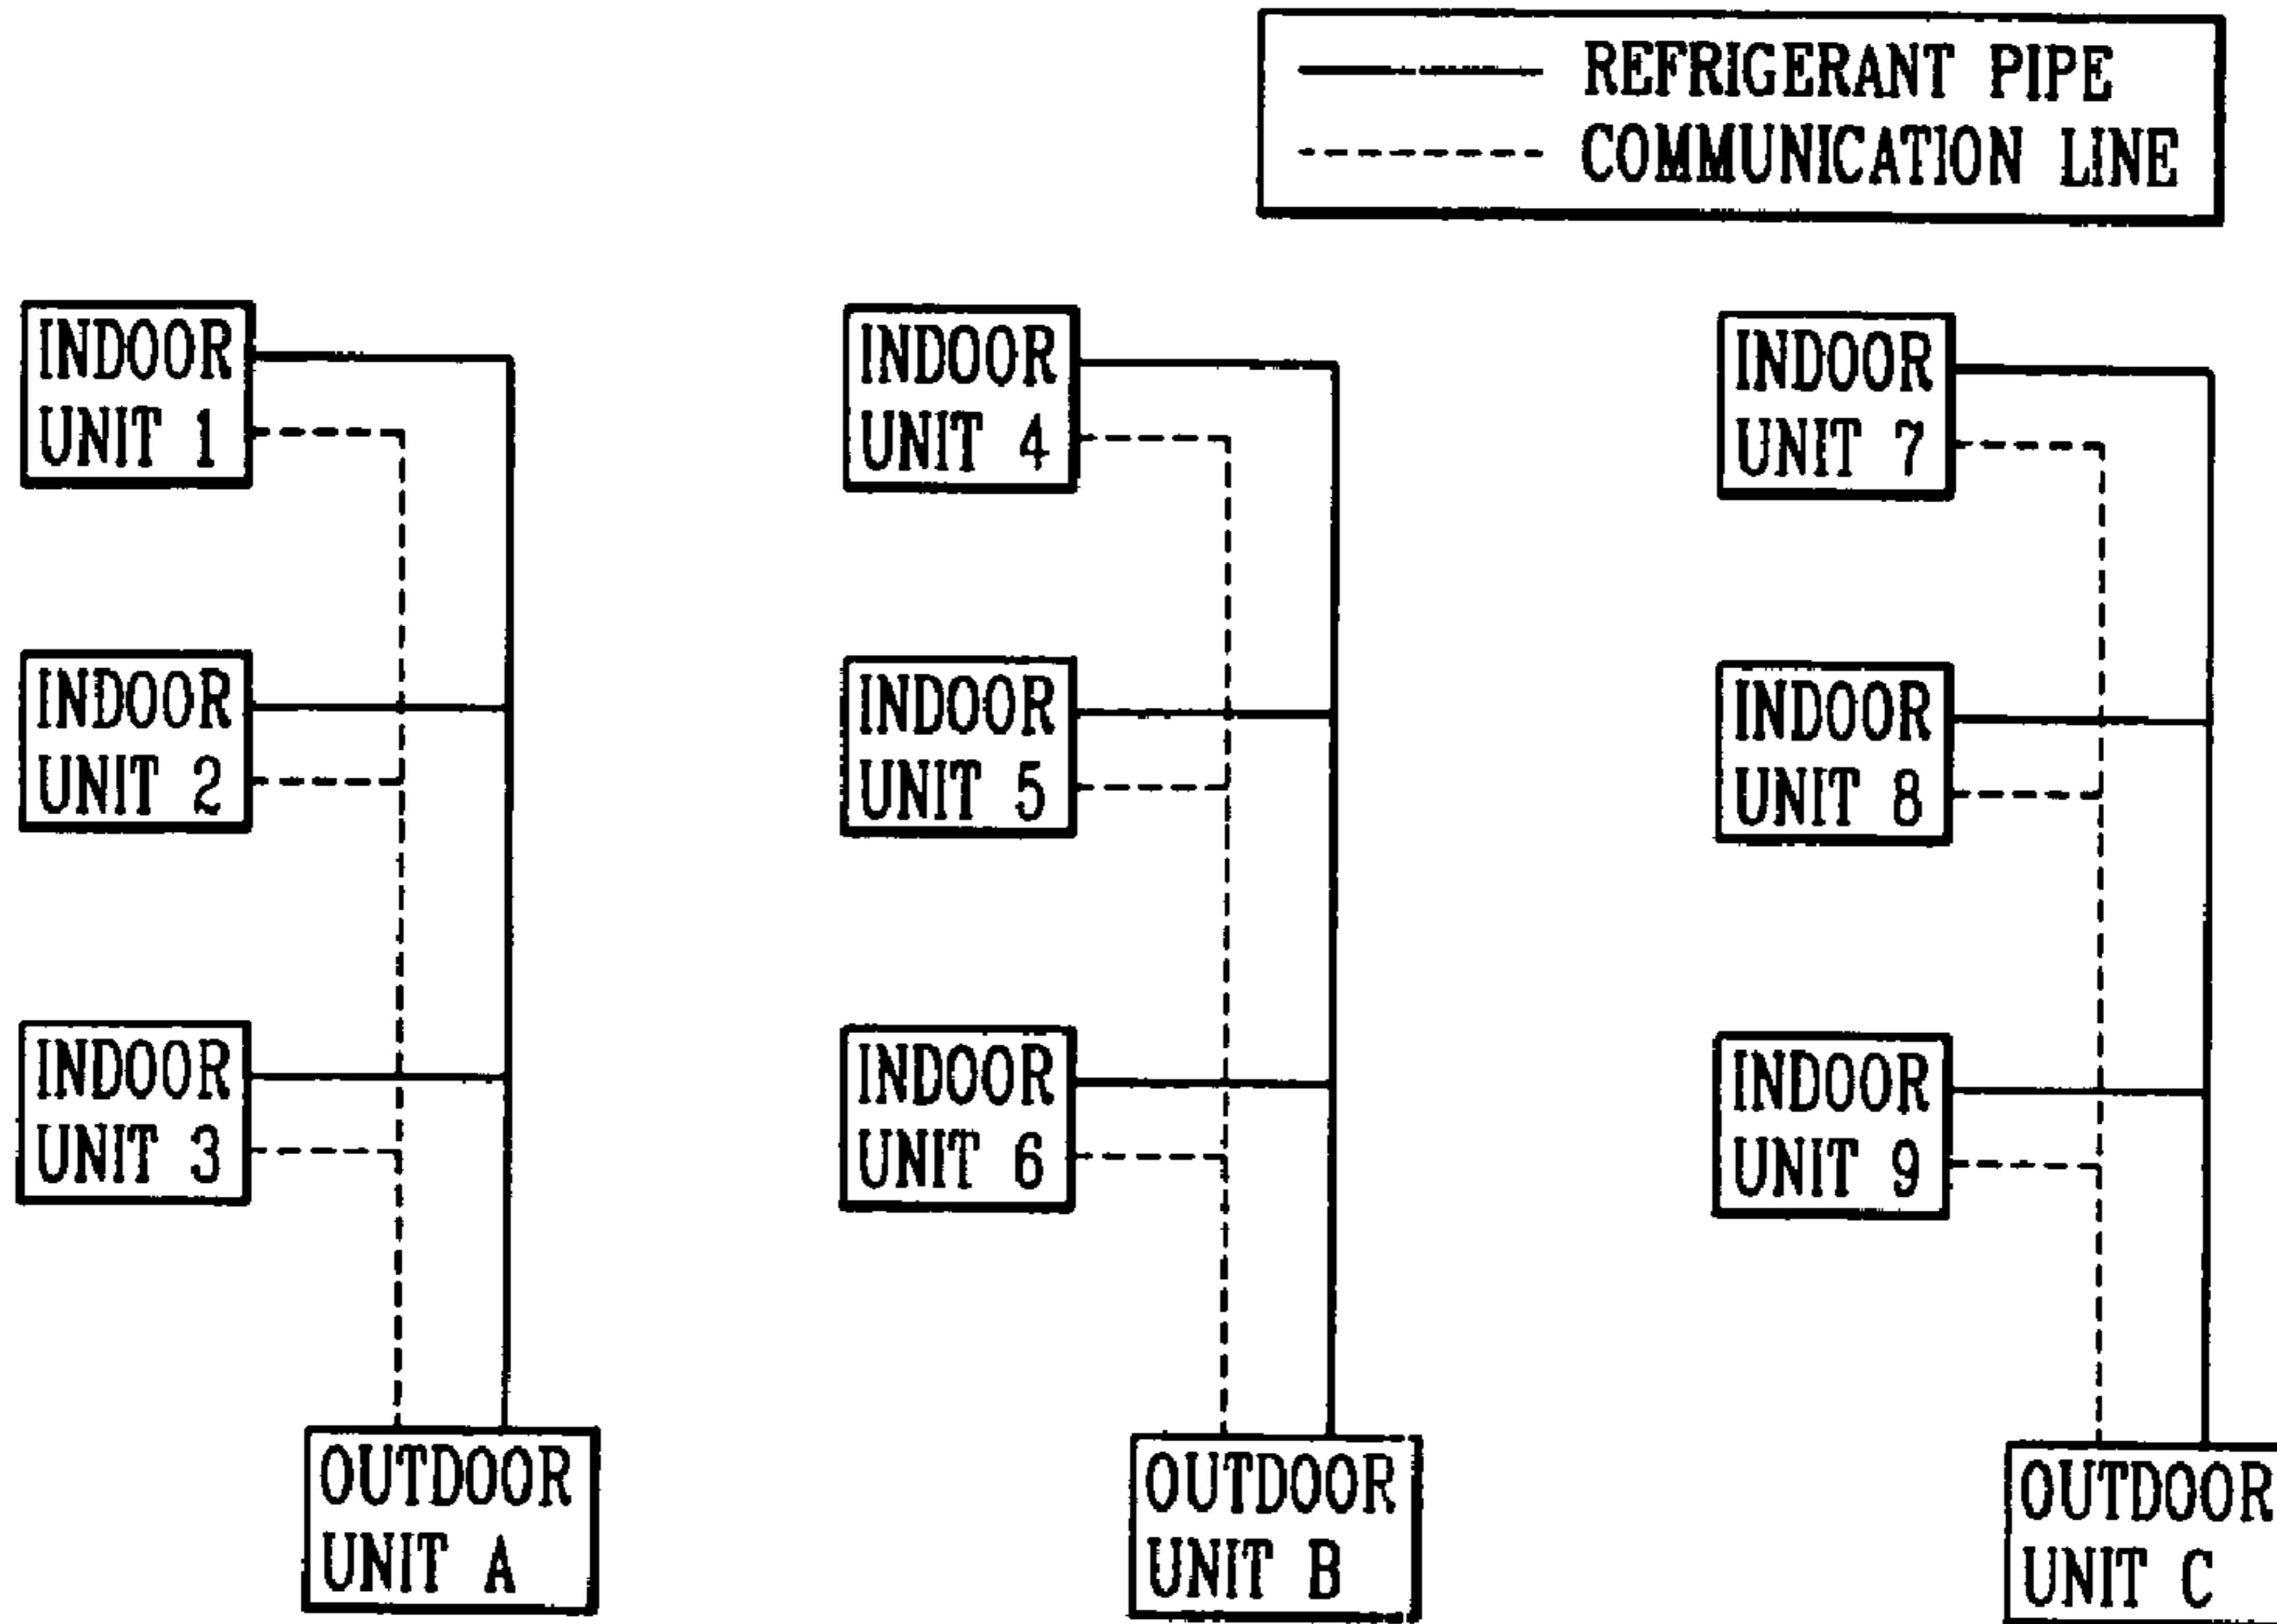 REFRIGERANT PIPE
COMMUNICATION LINE
INDOOR
UNIT 1
INDOOR
UNIT 4
INDOOR
UNIT 7
INDOOR
UNIT 2
INDOOR
UNIT 5
INDOOR
UNIT 8
INDOOR
UNIT 3
INDOOR
UNIT 6
INDOOR
UNIT 9
OUTDOOR
UNIT A
OUTDOOR
UNIT B
OUTDOOR
UNIT C